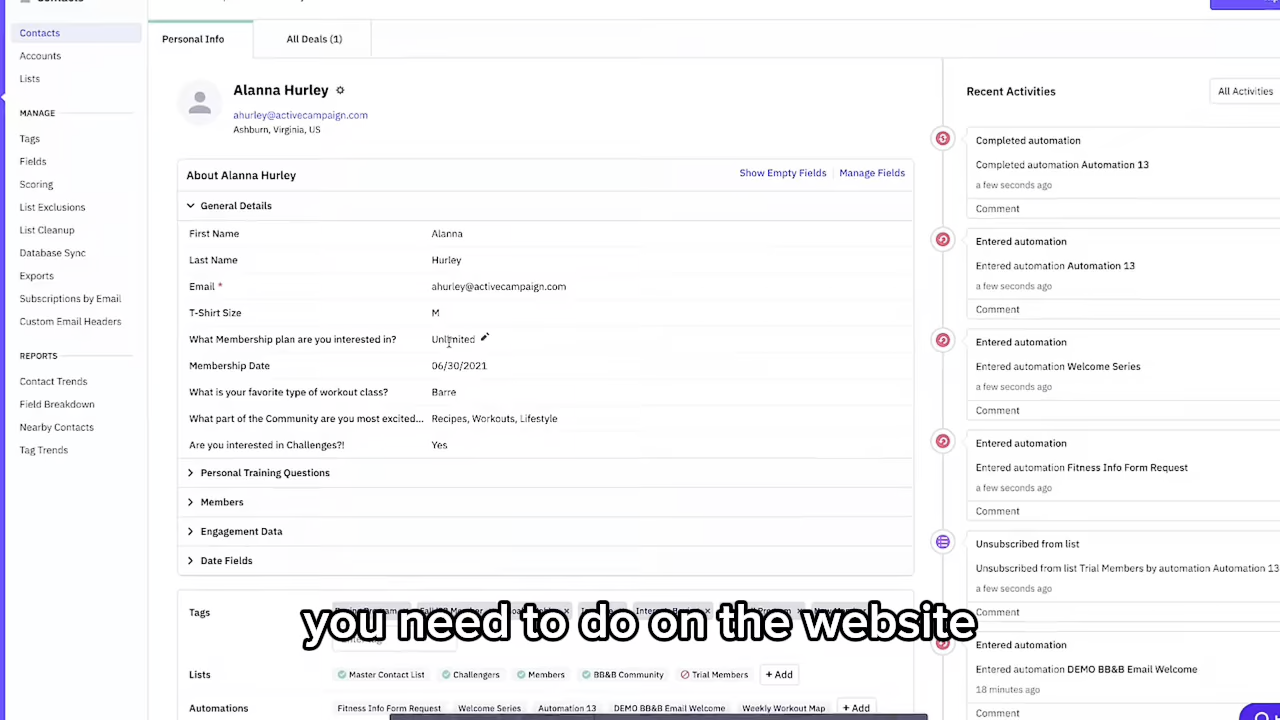 Contacts
Accounts
Lists
MANAGE
Tags
Fields
Scoring
List Exclusions
List Cleanup
Database Sync
Exports
Subscriptions by Email
Custom Email Headers
REPORTS
Contact Trends
Field Breakdown
Nearby Contacts
Tag Trends
Personal Info
All Deals (1)
Alanna Hurley
ahurley@activecampaign.com
Ashburn, Virginia, US
About Alanna Hurley
Show Empty Fields
Manage Fields
General Details
First Name Alanna
Last Name Hurley
Email * ahurley@activecampaign.com
T-Shirt Size M
What Membership plan are you interested in? Unlimited
Membership Date 06/30/2021
What is your favorite type of workout class? Barre
What part of the Community are you most excited... Recipes, Workouts, Lifestyle
Are you interested in Challenges?! Yes
Personal Training Questions
Members
Engagement Data
Date Fields
Tags
you need to do on the website
Lists Master Contact List Challengers Members BB&B Community Trial Members + Add
Automations Fitness Info Form Request Welcome Series Automation 13 DEMO BB&B Email Welcome Weekly Workout Map + Add
Recent Activities
All Activities
Completed automation
Completed automation Automation 13
a few seconds ago
Comment
Entered automation
Entered automation Automation 13
a few seconds ago
Comment
Entered automation
Entered automation Welcome Series
a few seconds ago
Comment
Entered automation
Entered automation Fitness Info Form Request
a few seconds ago
Comment
Unsubscribed from list
Unsubscribed from list Trial Members by automation Automation 13
a few seconds ago
Comment
Entered automation
Entered automation DEMO BB&B Email Welcome
18 minutes ago
Comment